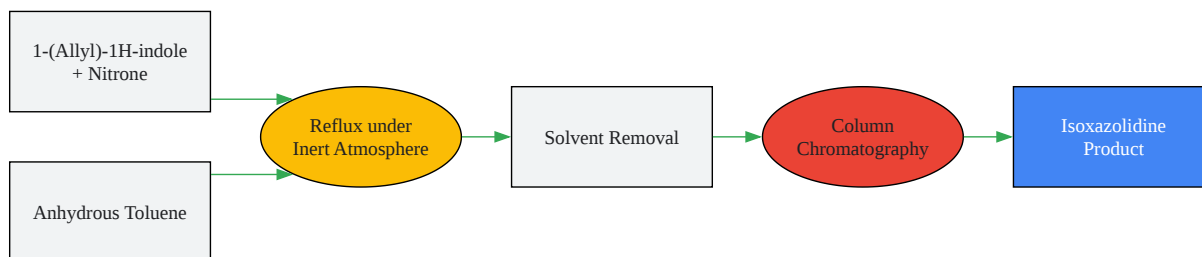 1-(Allyl)-1H-indole
+ Nitrone
Anhydrous Toluene
Reflux under
Inert Atmosphere
Solvent Removal
Column
Chromatography
Isoxazolidine
Product